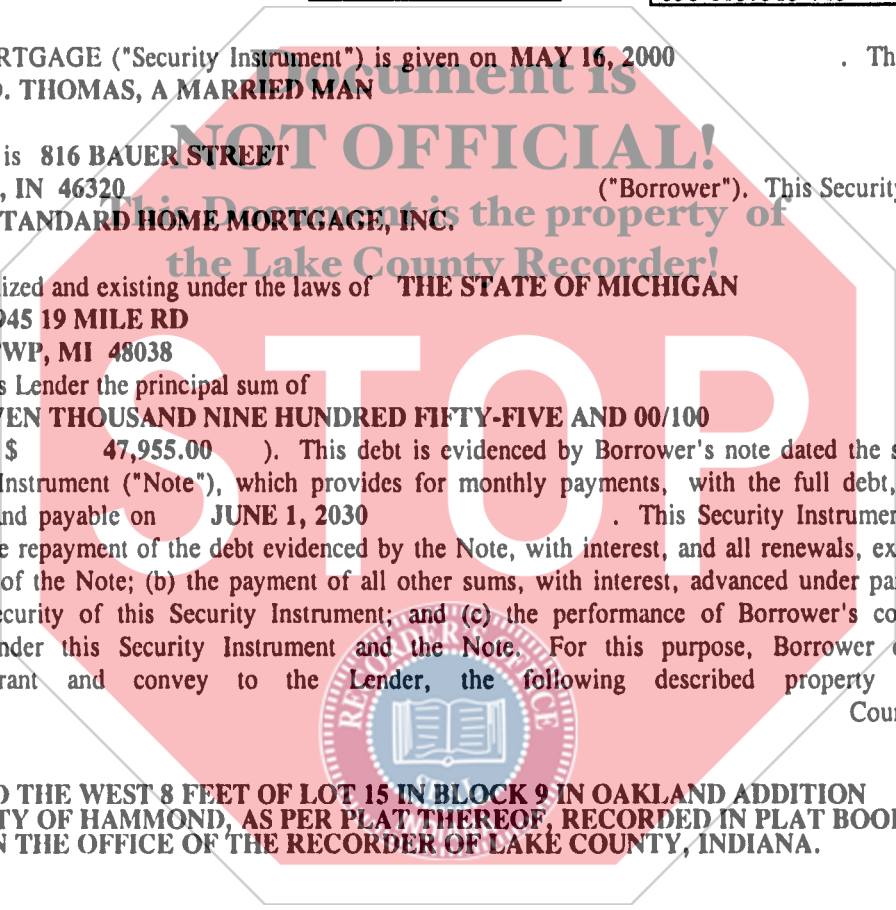 RTGAGE ("Security Instrument") is given on MAY 16, 2000 . Th
. THOMAS, A MARRIED MAN
Document is
is 816 BAUER STREET
NOT OFFICIAL!
, IN 46320 ("Borrower"). This Securit
This Document is the property of
TANDARD HOME MORTGAGE, INC.
the Lake County Recorder!
ized and existing under the laws of THE STATE OF MICHIGAN
945 19 MILE RD
WP, MI 48038
STOP
s Lender the principal sum of
VEN THOUSAND NINE HUNDRED FIFTY-FIVE AND 00/100
$ 47,955.00 ). This debt is evidenced by Borrower's note dated the s
Instrument ("Note"), which provides for monthly payments, with the full debt,
nd payable on JUNE 1, 2030 . This Security Instrumen
e repayment of the debt evidenced by the Note, with interest, and all renewals, ex
of the Note; (b) the payment of all other sums, with interest, advanced under pa
ecurity of this Security Instrument; and (c) the performance of Borrower's co
nder this Security Instrument and the Note. For this purpose, Borrower
rant and convey to the Lender, the following described property
Cou
RECORDER'S OFFICE
SEAL
INDIANA
THE WEST 8 FEET OF LOT 15 IN BLOCK 9 IN OAKLAND ADDITION
TY OF HAMMOND, AS PER PLAT THEREOF, RECORDED IN PLAT BOO
N THE OFFICE OF THE RECORDER OF LAKE COUNTY, INDIANA.